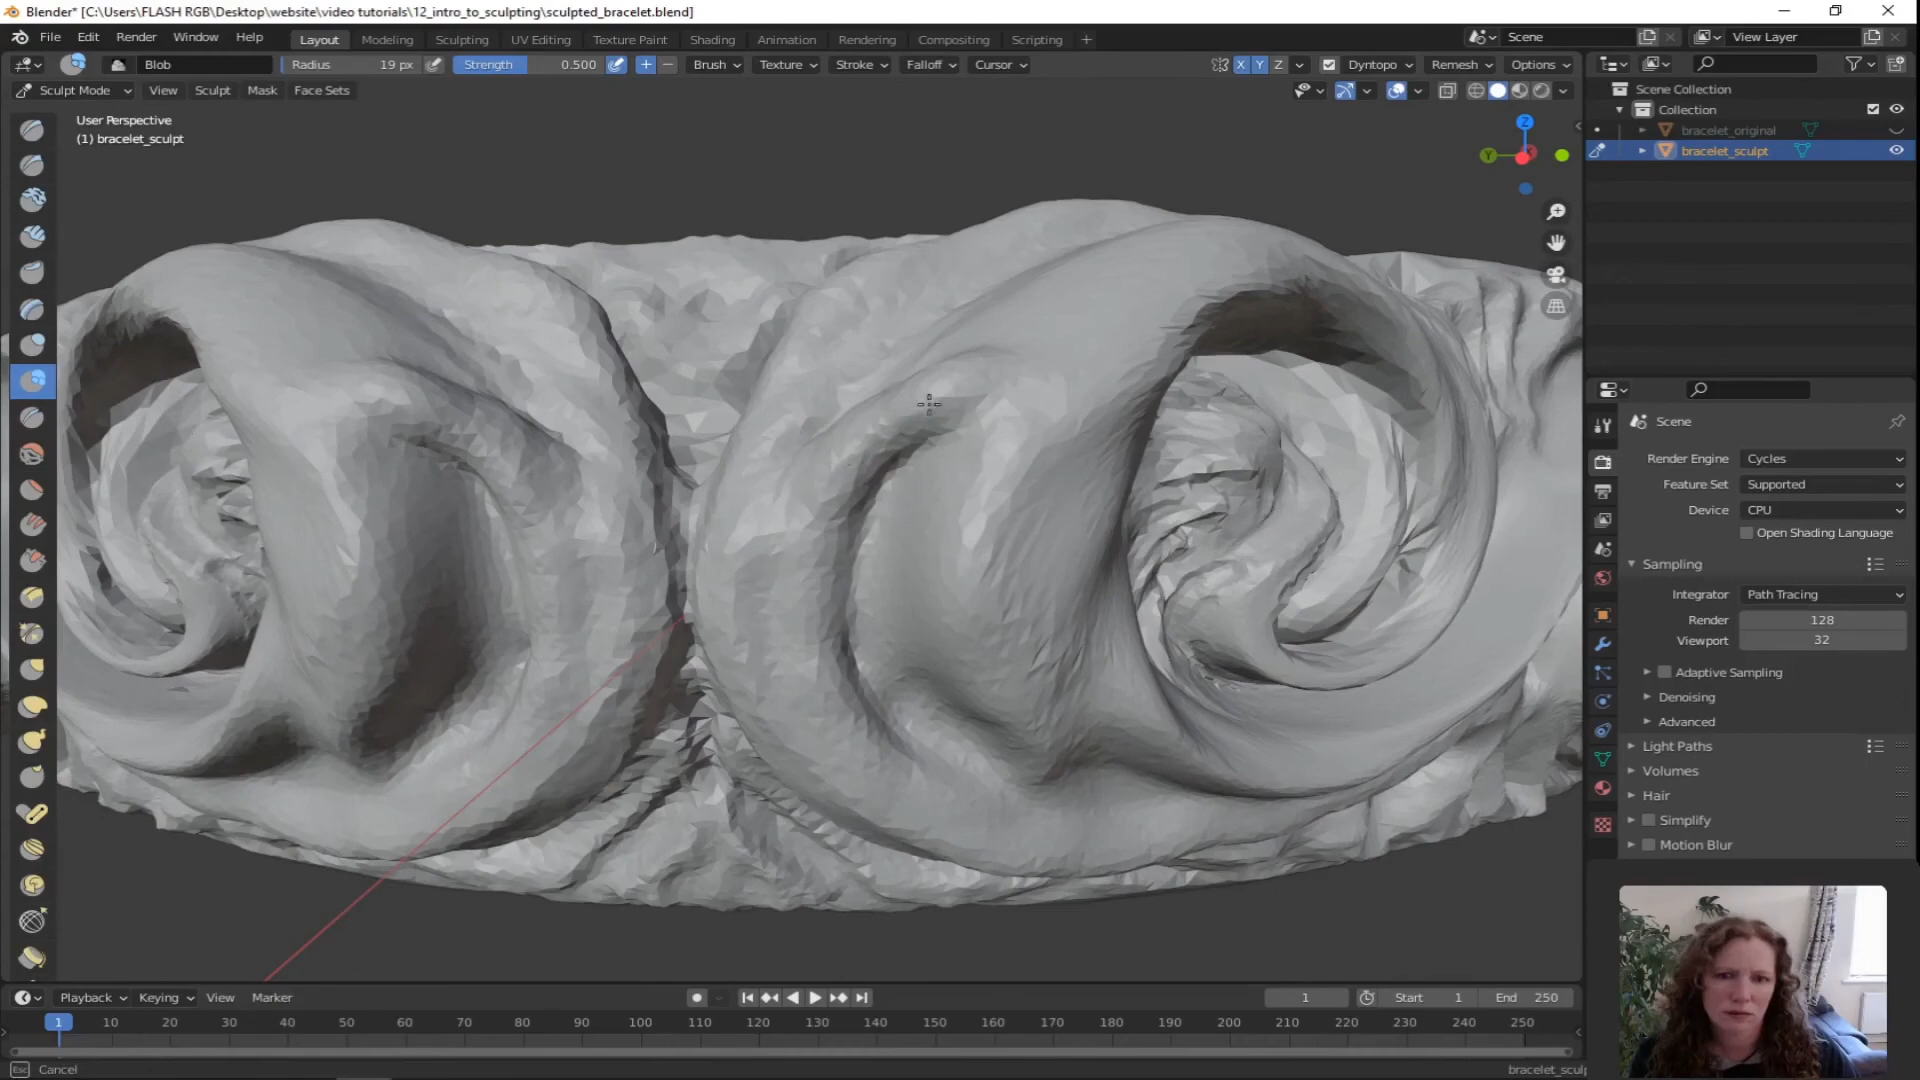 Blender* [C:\Users\FLASH RGB\Desktop\website\video tutorials\12_intro_to_sculpting\sculpted_bracelet.blend]
File Edit Render Window Help Layout Modeling Sculpting UV Editing Texture Paint Shading Animation Rendering Compositing Scripting + Scene View Layer
Blob Radius 19 px Strength 0.500 Brush Texture Stroke Falloff Cursor X Y Z Dyntopo Remesh Options
Sculpt Mode View Sculpt Mask Face Sets
Scene Collection
Collection
bracelet_original
bracelet_sculpt
User Perspective
(1) bracelet_sculpt
Z
Y
Scene
Render Engine Cycles
Feature Set Supported
Device CPU
Open Shading Language
Sampling
Integrator Path Tracing
Render 128
Viewport 32
Adaptive Sampling
Denoising
Advanced
Light Paths
Volumes
Hair
Simplify
Motion Blur
Playback Keying View Marker 1 Start 1 End 250
1 10 20 30 40 50 60 70 80 90 100 110 120 130 140 150 160 170 180 190 200 210 220 230 240 250
Esc Cancel